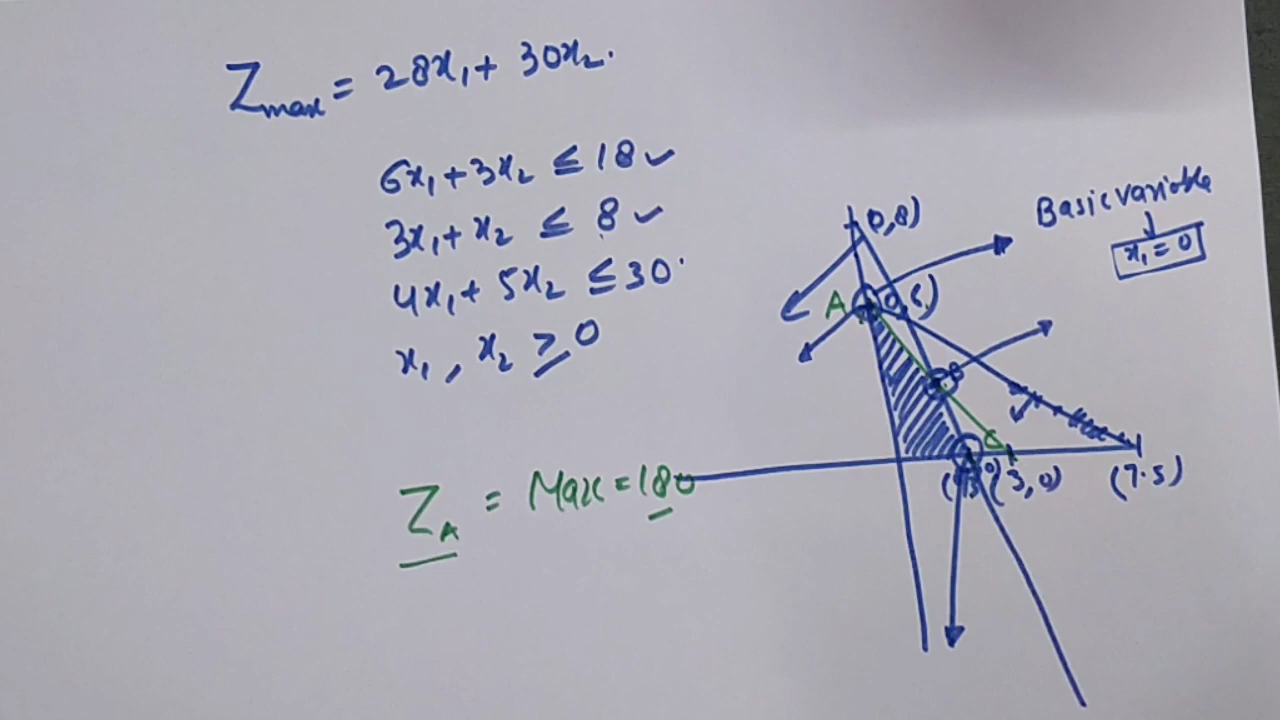 Zmax = 28x₁ + 30x₂.
6x₁ + 3x₂ ≤ 18 ✓
3x₁ + x₂ ≤ 8 ✓
4x₁ + 5x₂ ≤ 30
x₁, x₂ ≥ 0
Basic variable
x₁ = 0
(0, 8)
A
B
C
(3, 0)
(7.5)
Z_A = Max = 180